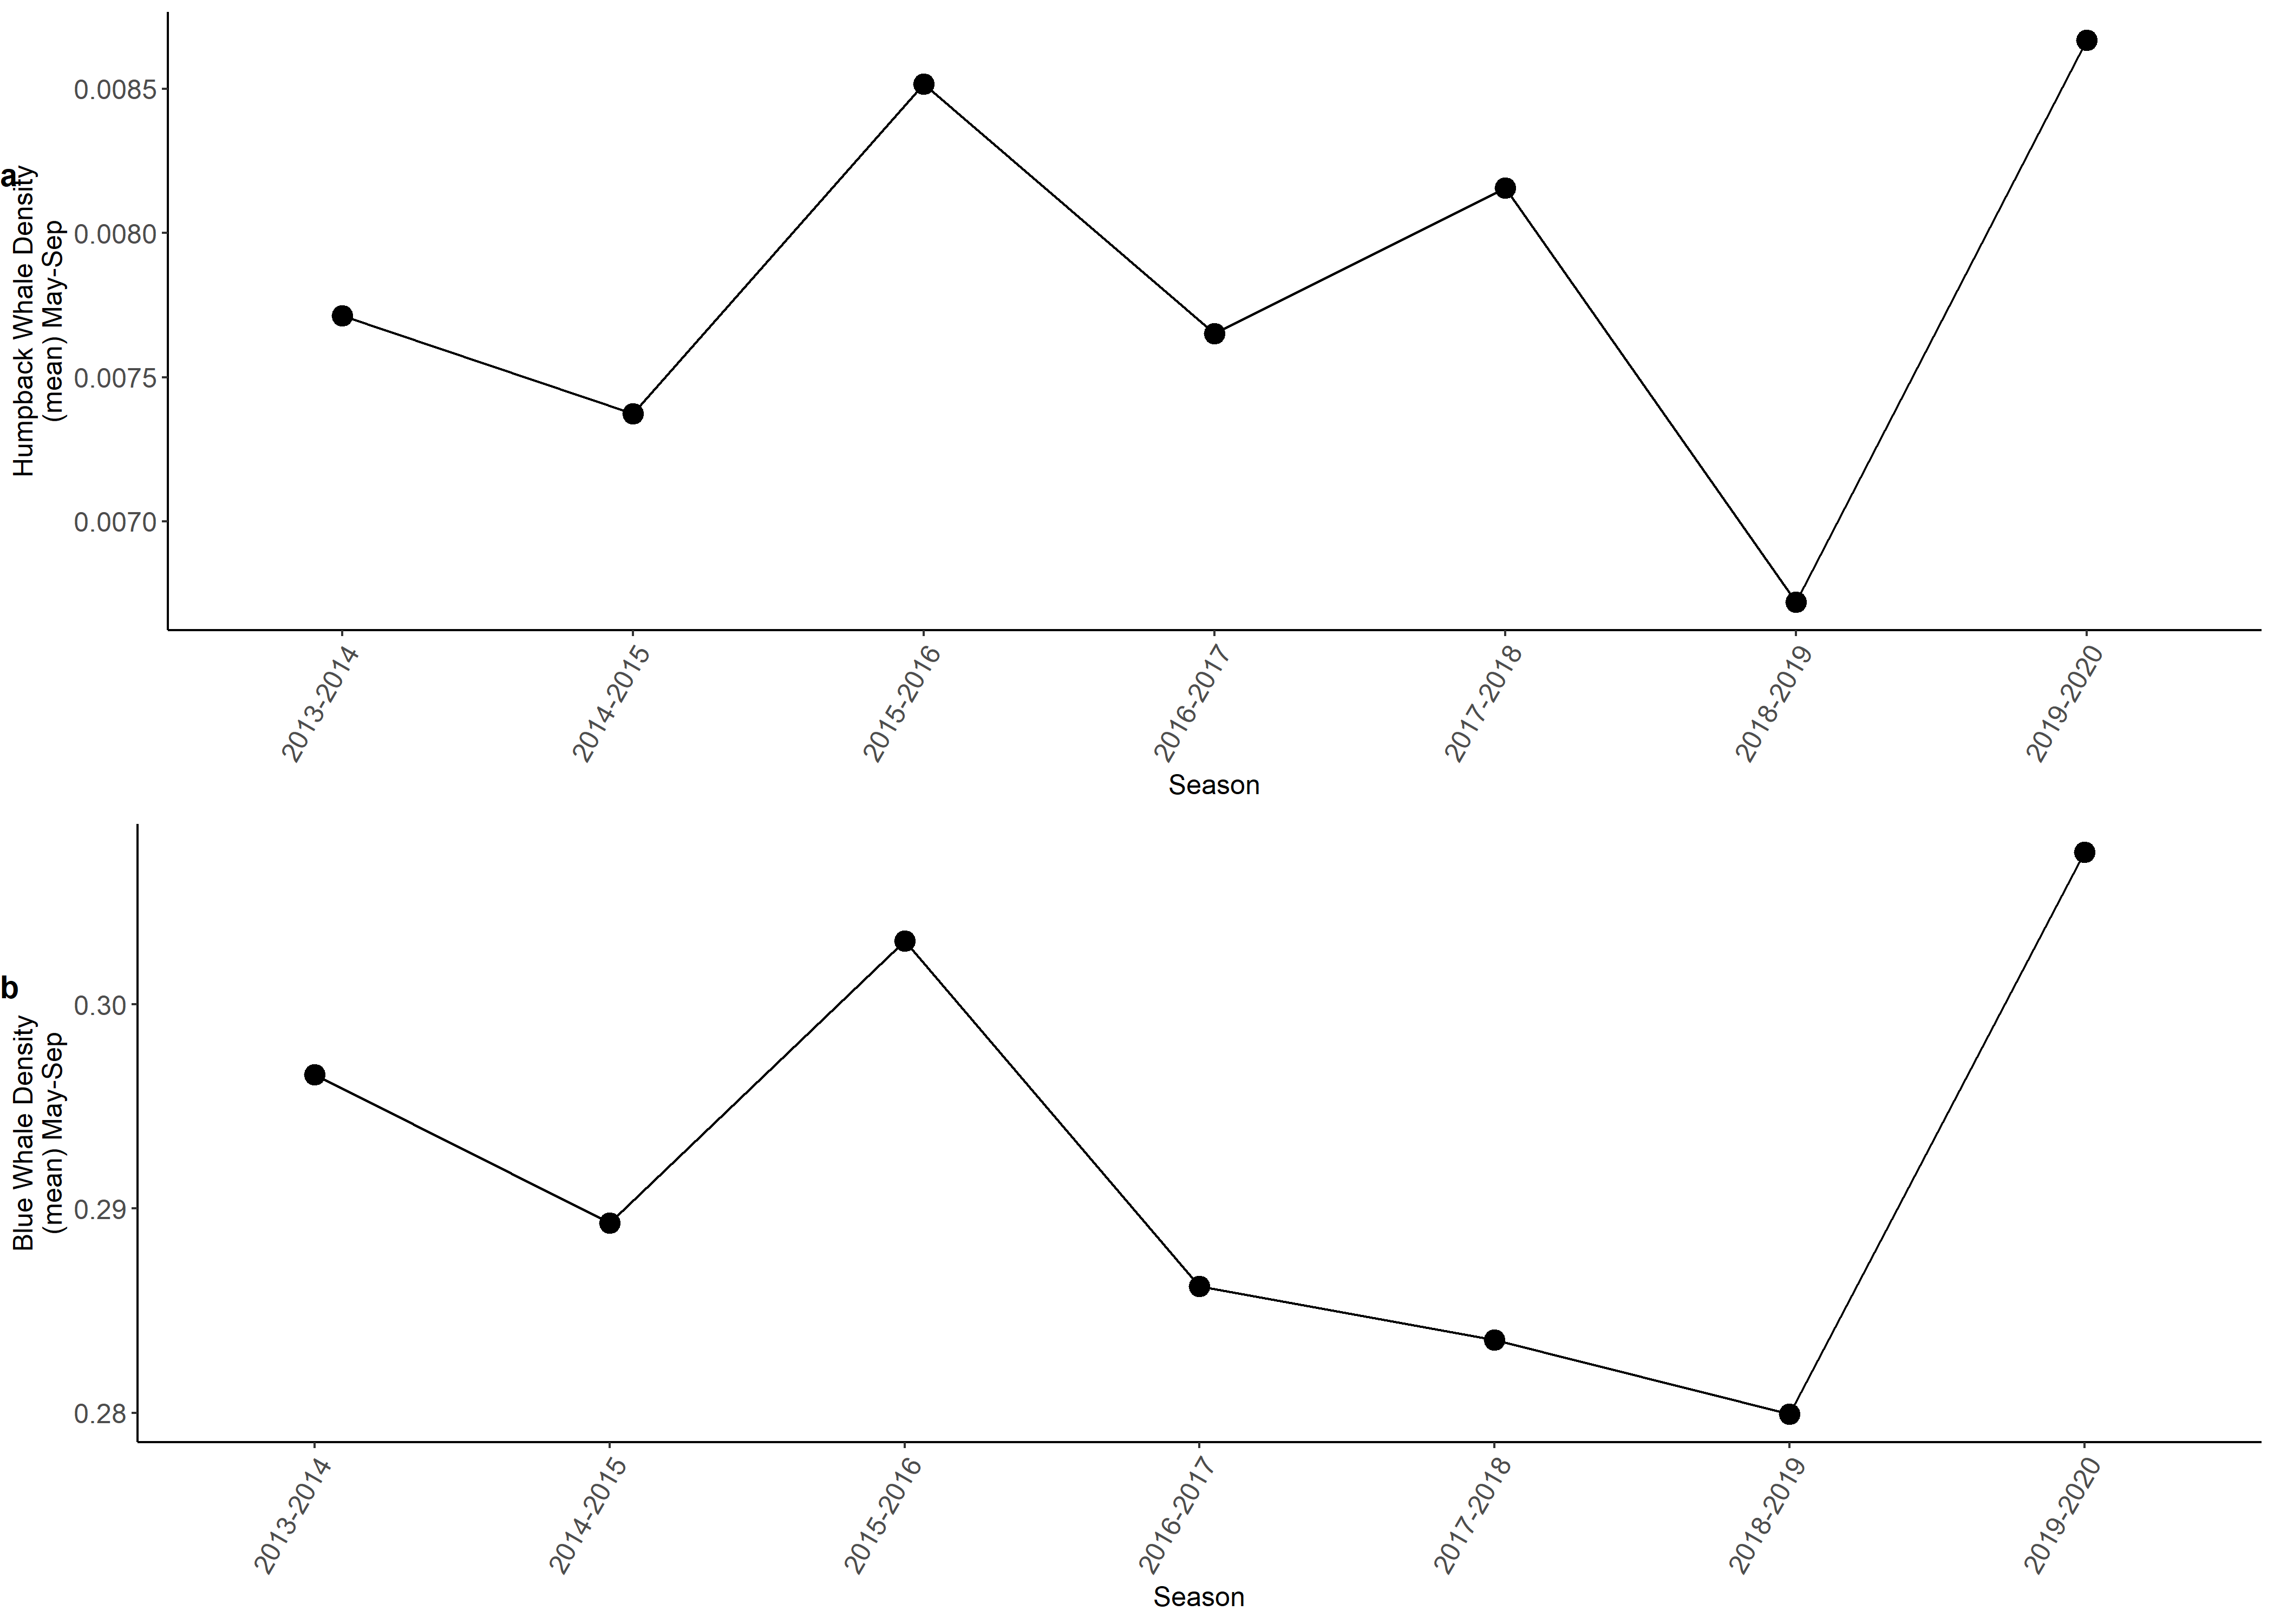 a
Humpback Whale Density
(mean) May-Sep
0.0085
0.0080
0.0075
0.0070
2013-2014
2014-2015
2015-2016
2016-2017
2017-2018
2018-2019
2019-2020
Season
b
Blue Whale Density
(mean) May-Sep
0.30
0.29
0.28
2013-2014
2014-2015
2015-2016
2016-2017
2017-2018
2018-2019
2019-2020
Season